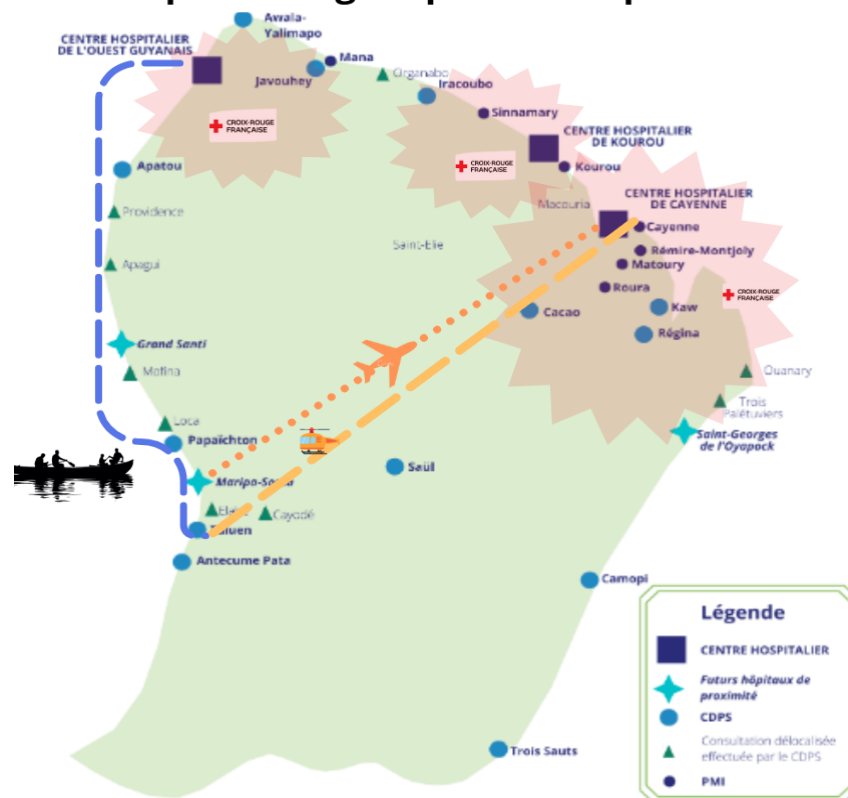 Awala-
Yalimapo
CENTRE HOSPITALIER
DE L'OUEST GUYANAIS
Mana
Javouhey
Organabo
Iracoubo
CROIX-ROUGE
FRANÇAISE
Sinnamary
CENTRE HOSPITALIER
DE KOUROU
CROIX-ROUGE
FRANÇAISE
Kourou
Apatou
CENTRE HOSPITALIER
DE CAYENNE
Macouria
Providence
Cayenne
Saint-Elie
Rémire-Montjoly
Apagui
Matoury
Roura
CROIX-ROUGE
FRANÇAISE
Kaw
Cacao
Régina
Grand Santi
Mofina
Ouanary
Trois
Palétuviers
Loca
Papaïchton
Saint-Georges
de l'Oyapock
Saül
Cayodé
Antecume Pata
Camopi
Légende
CENTRE HOSPITALIER
Futurs hôpitaux de
proximité
CDPS
Consultation délocalisée
effectuée par le CDPS
PMI
Trois Sauts